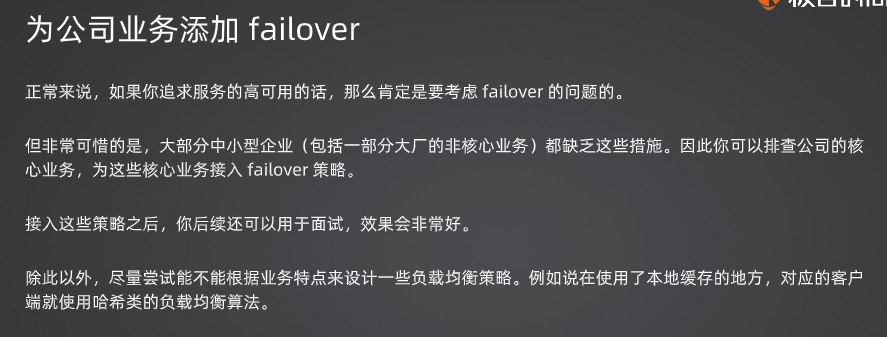 为公司业务添加 failover
正常来说，如果你追求服务的高可用的话，那么肯定是要考虑 failover 的问题的。
但非常可惜的是，大部分中小型企业（包括一部分大厂的非核心业务）都缺乏这些措施。因此你可以排查公司的核
心业务，为这些核心业务接入 failover 策略。
接入这些策略之后，你后续还可以用于面试，效果会非常好。
除此以外，尽量尝试能不能根据业务特点来设计一些负载均衡策略。例如说在使用了本地缓存的地方，对应的客户
端就使用哈希类的负载均衡算法。